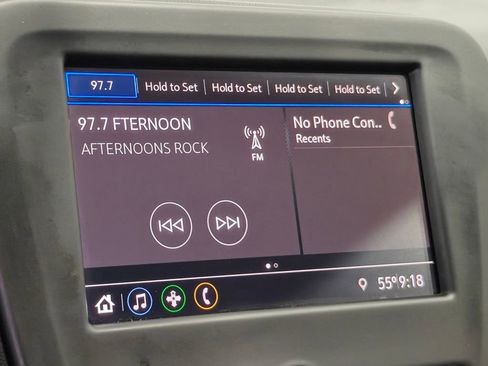 97.7 Hold to Set Hold to Set Hold to Set Hold to Set
97.7 FTERNOON
AFTERNOONS ROCK
FM
No Phone Con..
Recents
55° 9:18